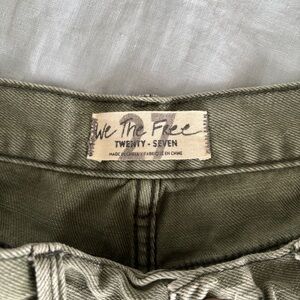 27
We The Free
TWENTY - SEVEN
MADE IN CHINA / FABRIQUÉ EN CHINE